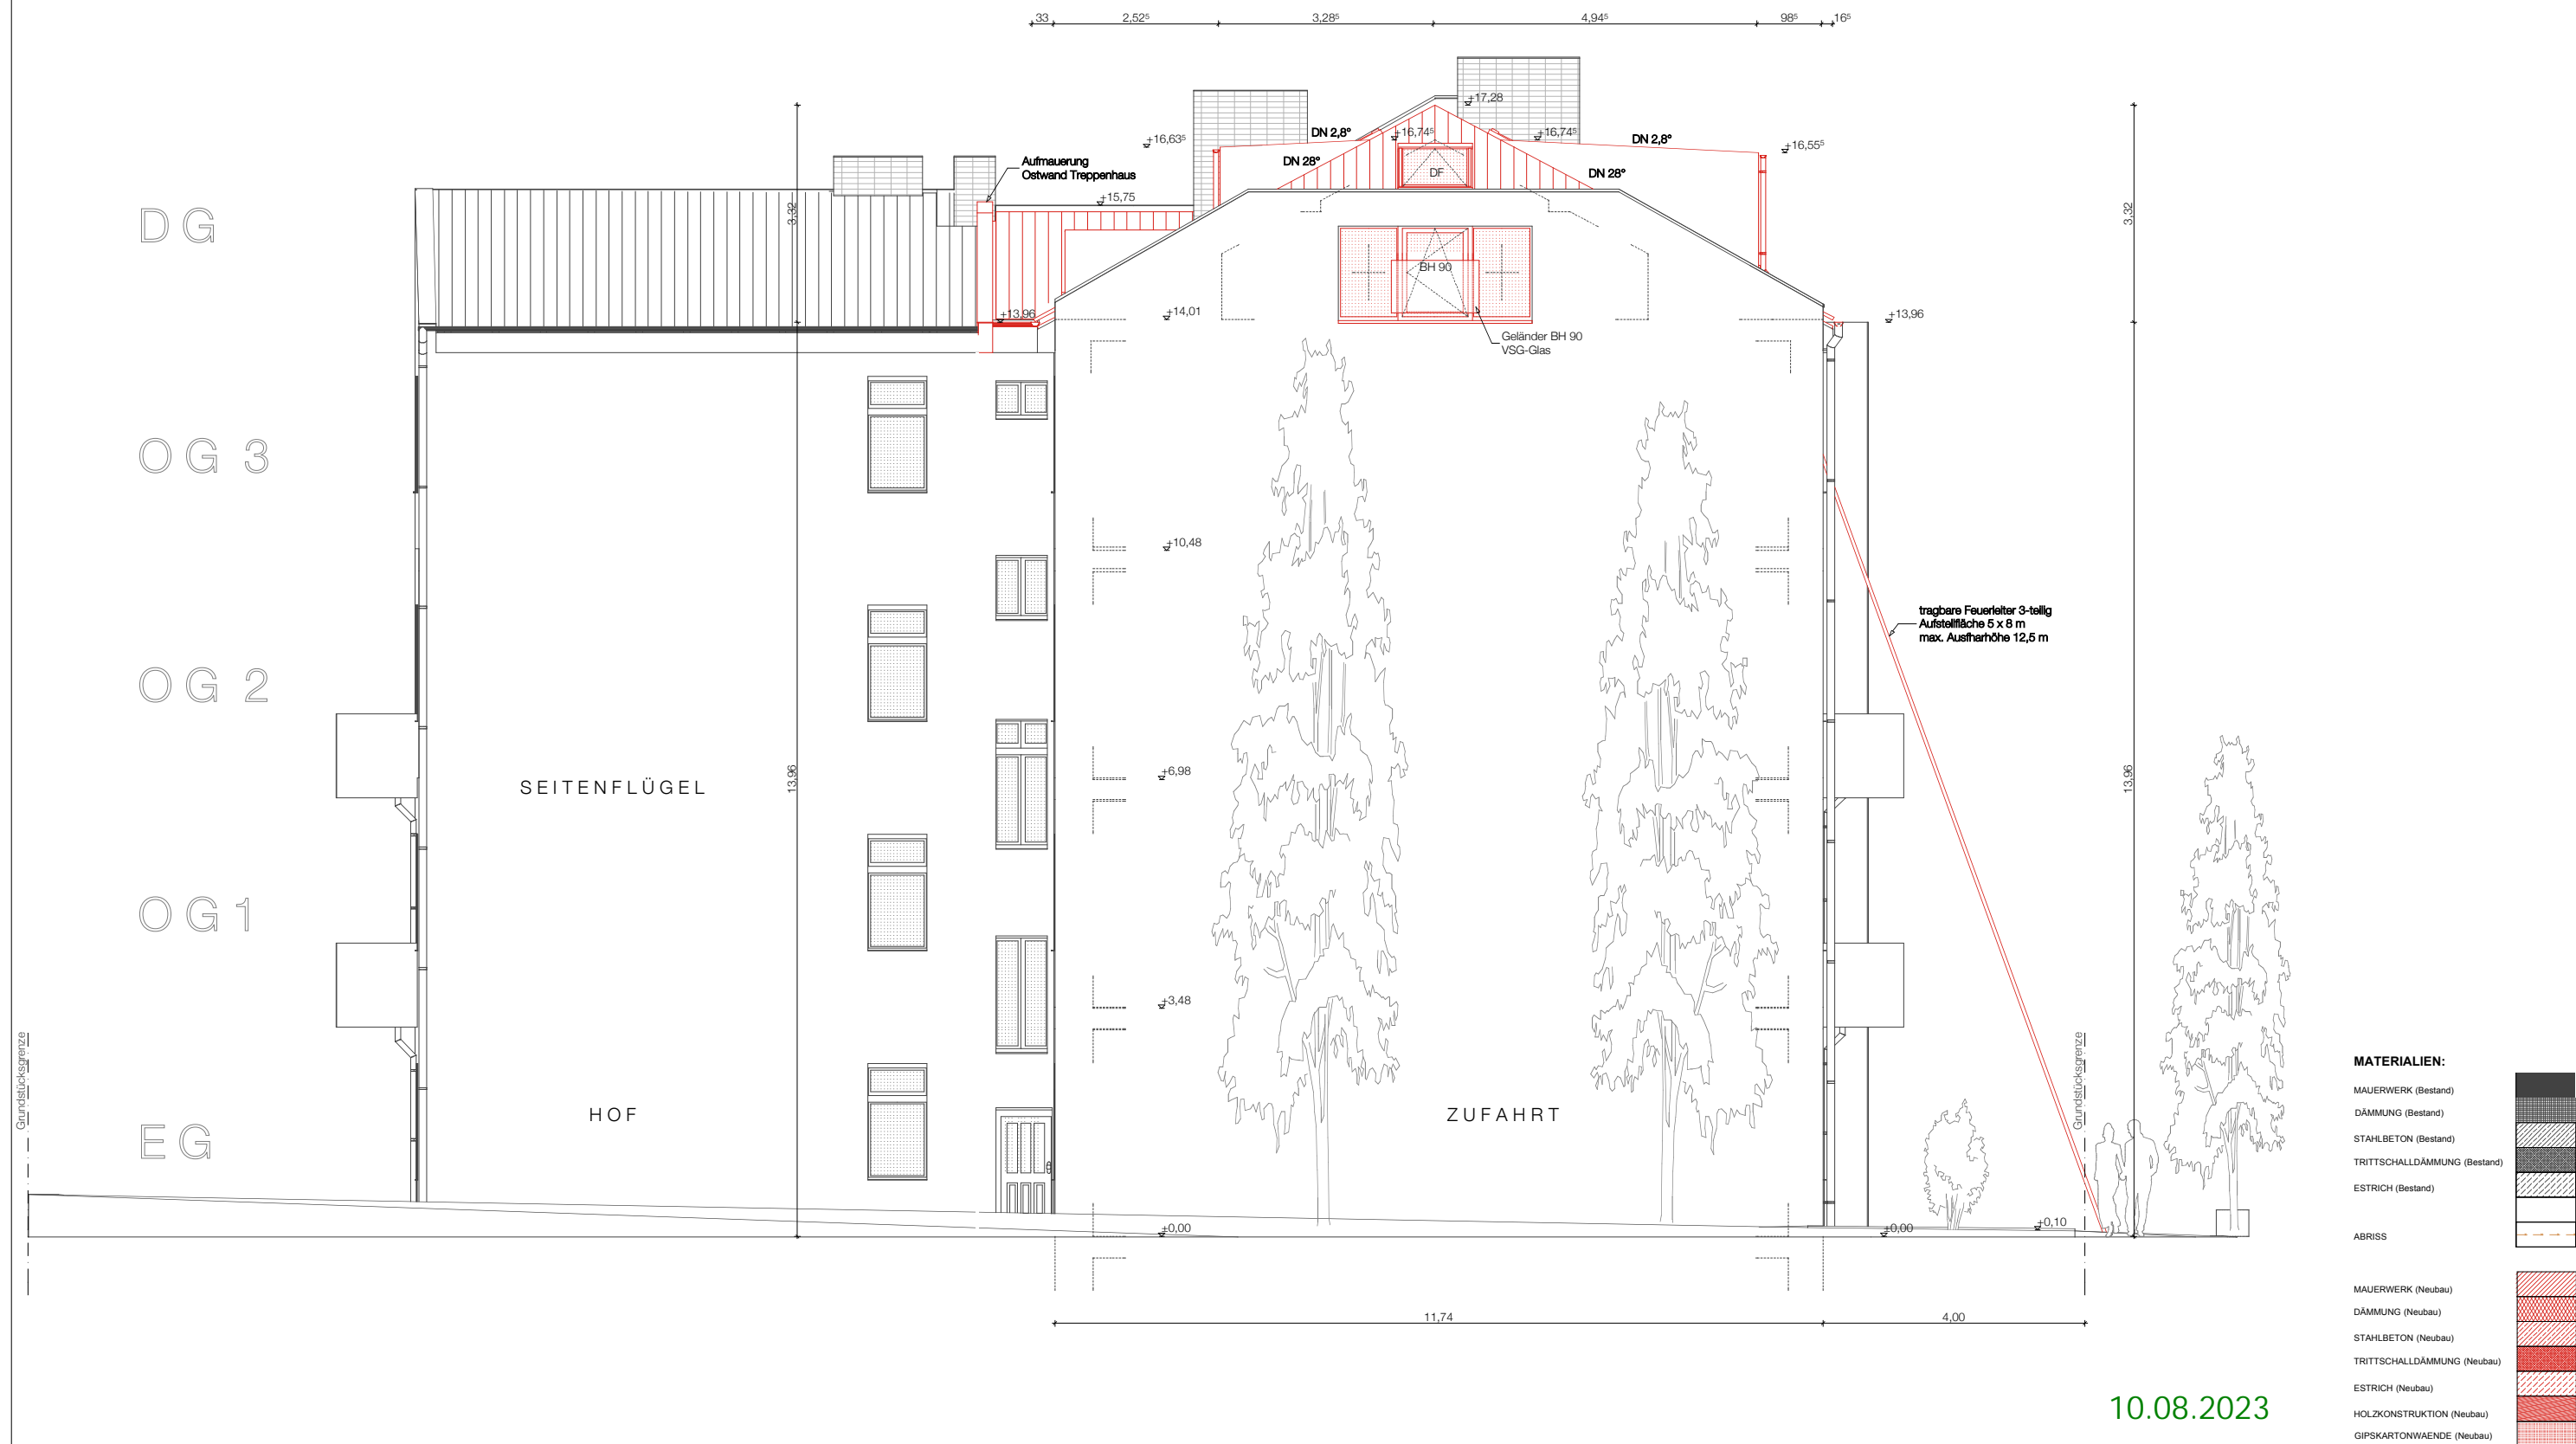 33 2,52⁵ 3,28⁵ 4,94⁵ 98⁵ 16⁵
+17,28
+16,63⁵
DN 2,8°
+16,74⁵
+16,74⁵
DN 2,8°
+16,55⁵
Aufmauerung
Ostwand Treppenhaus
DN 28°
DF
DN 28°
+15,75
DG
3,32
3,32
BH 90
+13,96
+14,01
+13,96
Geländer BH 90
VSG-Glas
OG 3
+10,48
tragbare Feuerleiter 3-teilig
Aufstellfläche 5 x 8 m
max. Ausfharhöhe 12,5 m
OG 2
SEITENFLÜGEL
13,96
+6,98
13,96
OG 1
+3,48
Grundstücksgrenze
Grundstücksgrenze
EG
HOF
ZUFAHRT
±0,00
±0,00
+0,10
11,74
4,00
MATERIALIEN:
MAUERWERK (Bestand)
DÄMMUNG (Bestand)
STAHLBETON (Bestand)
TRITTSCHALLDÄMMUNG (Bestand)
ESTRICH (Bestand)
ABRISS
MAUERWERK (Neubau)
DÄMMUNG (Neubau)
STAHLBETON (Neubau)
TRITTSCHALLDÄMMUNG (Neubau)
ESTRICH (Neubau)
HOLZKONSTRUKTION (Neubau)
GIPSKARTONWAENDE (Neubau)
10.08.2023